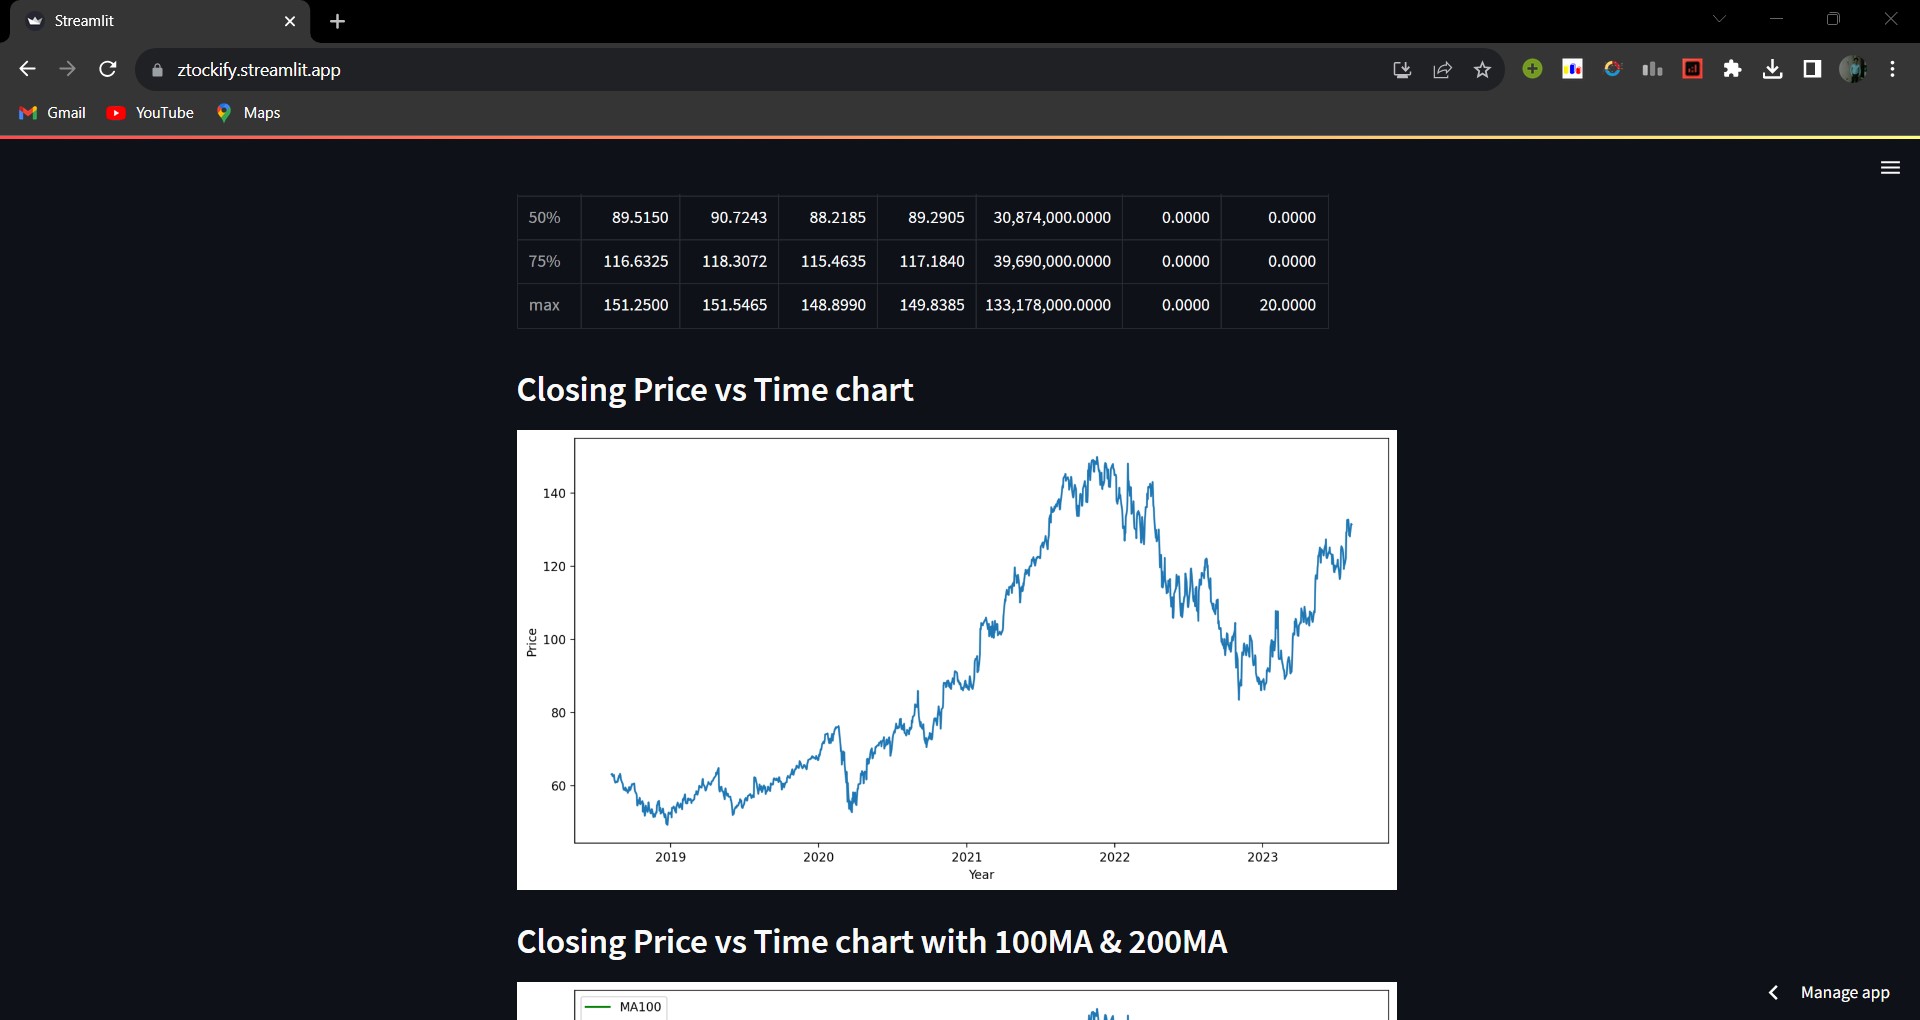 Streamlit
ztockify.streamlit.app
Gmail YouTube Maps
50% 89.5150 90.7243 88.2185 89.2905 30,874,000.0000 0.0000 0.0000
75% 116.6325 118.3072 115.4635 117.1840 39,690,000.0000 0.0000 0.0000
max 151.2500 151.5465 148.8990 149.8385 133,178,000.0000 0.0000 20.0000
Closing Price vs Time chart
140
120
100
80
60
Price
2019 2020 2021 2022 2023
Year
Closing Price vs Time chart with 100MA & 200MA
MA100
Manage app